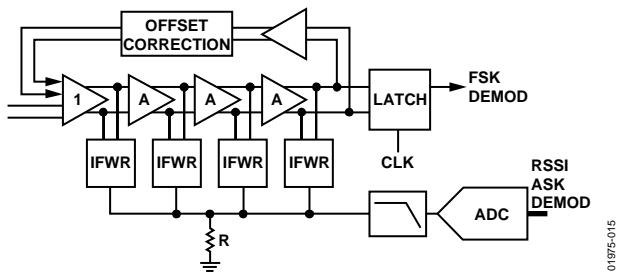 OFFSET
CORRECTION
1
A
A
A
LATCH
FSK
DEMOD
IFWR
IFWR
IFWR
IFWR
CLK
RSSI
ASK
DEMOD
R
ADC
01975-015